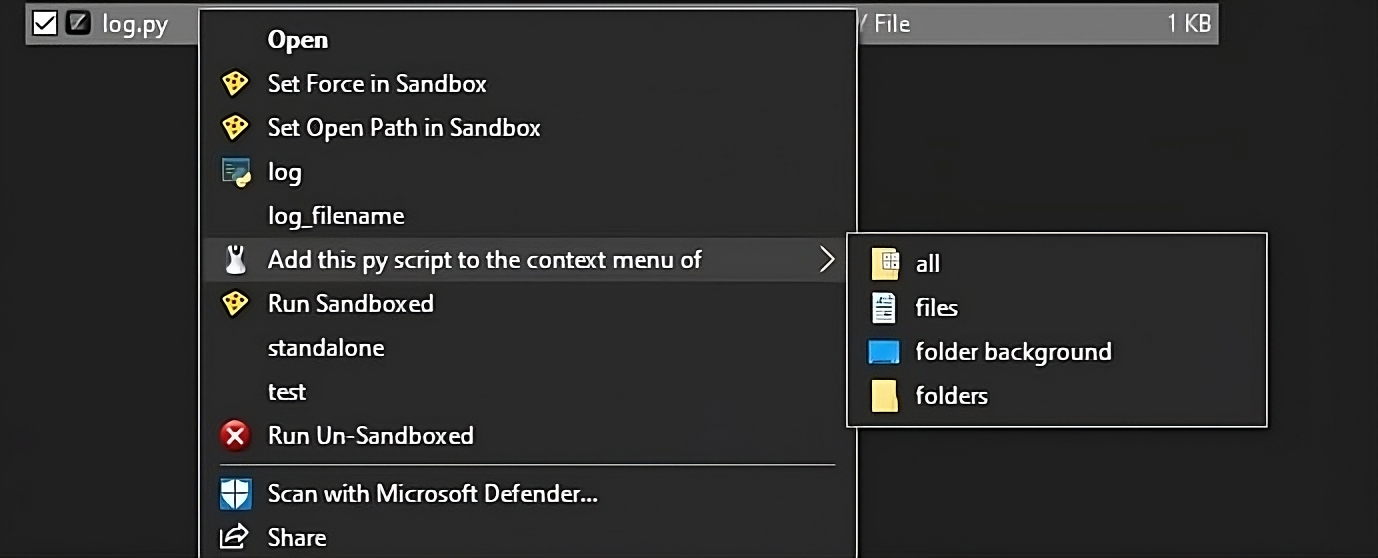 log.py
File
1 KB
Open
Set Force in Sandbox
Set Open Path in Sandbox
log
log_filename
Add this py script to the context menu of
Run Sandboxed
standalone
test
Run Un-Sandboxed
Scan with Microsoft Defender...
Share
all
files
folder background
folders